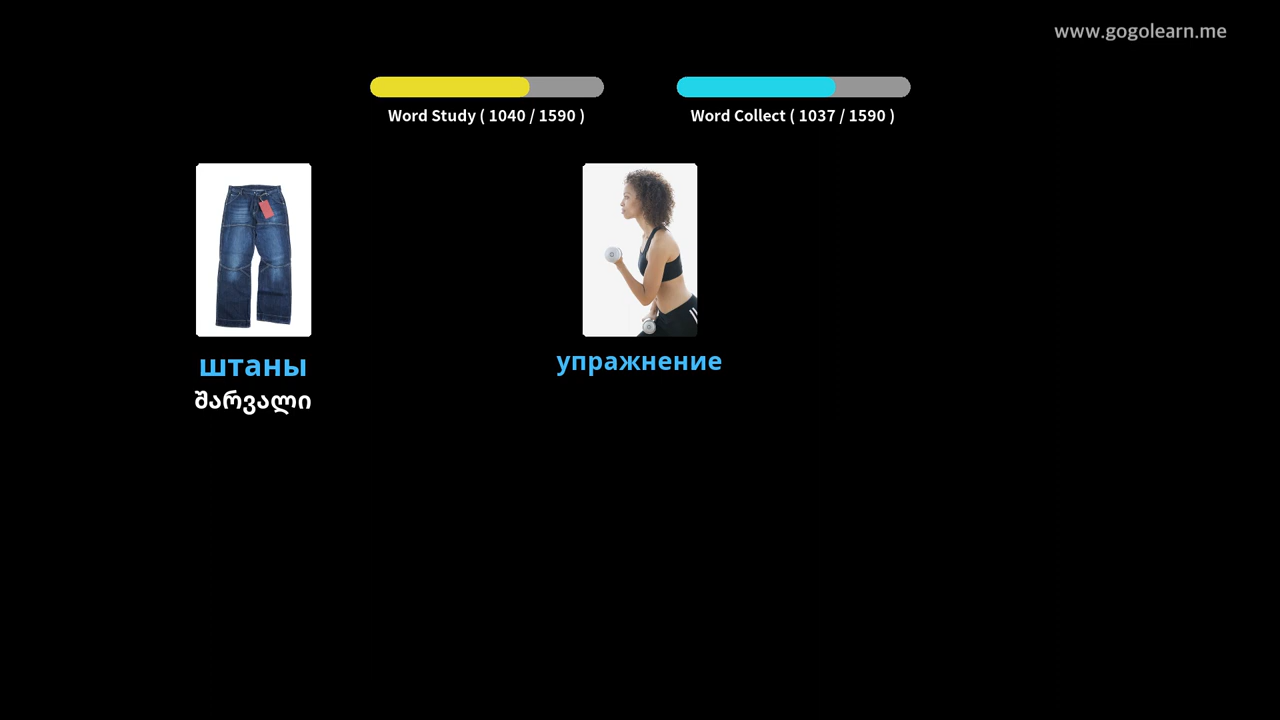 www.gogolearn.me
Word Study ( 1040 / 1590 )
Word Collect ( 1037 / 1590 )
штаны
შარვალი
упражнение